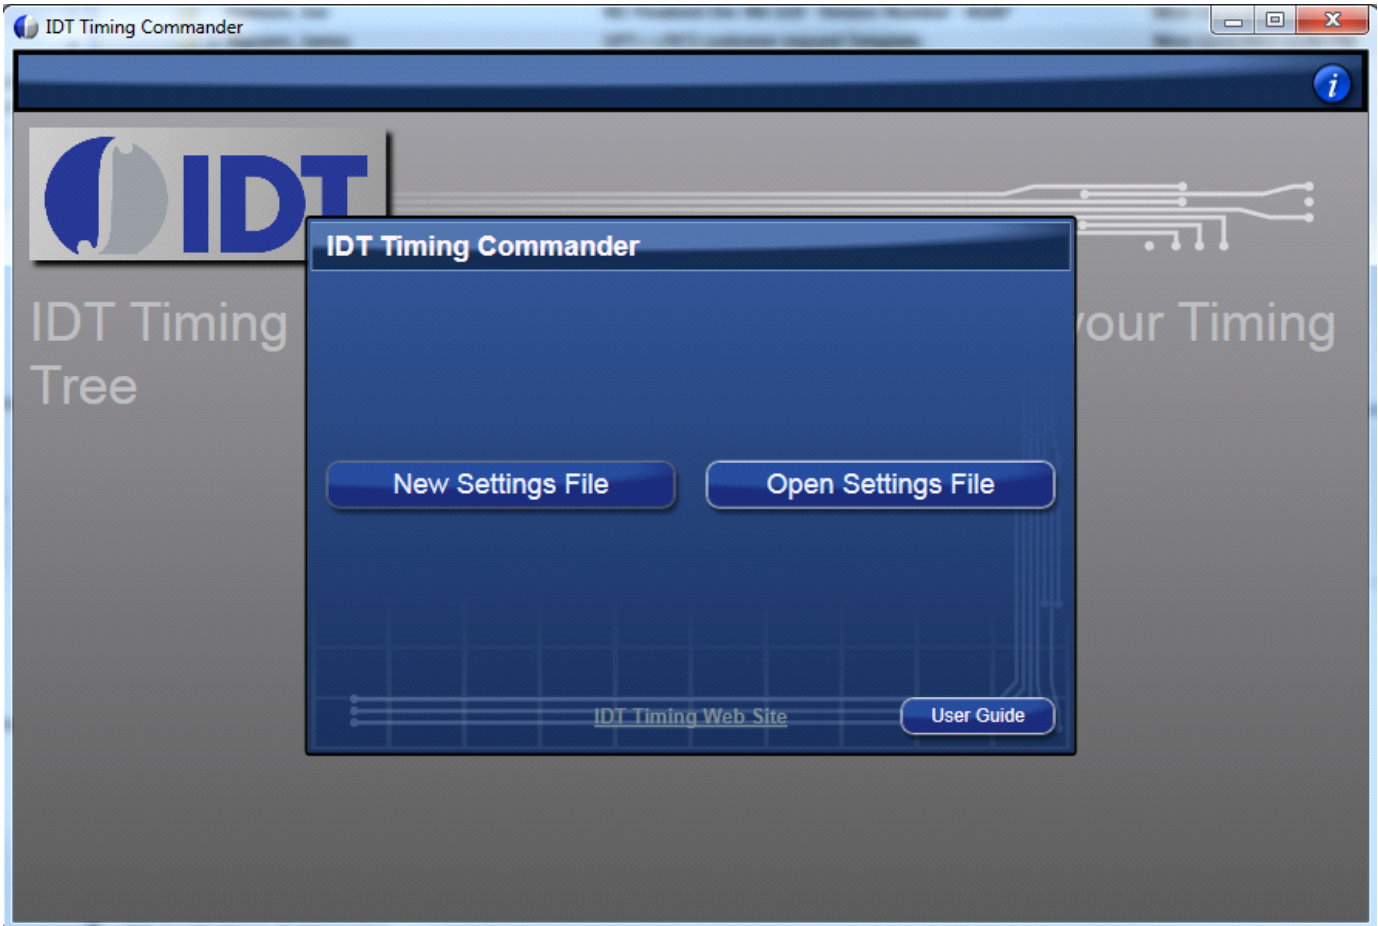 IDT Timing Commander
i
IDT
IDT Timing Commander
IDT Timing
your Timing
Tree
New Settings File
Open Settings File
IDT Timing Web Site
User Guide